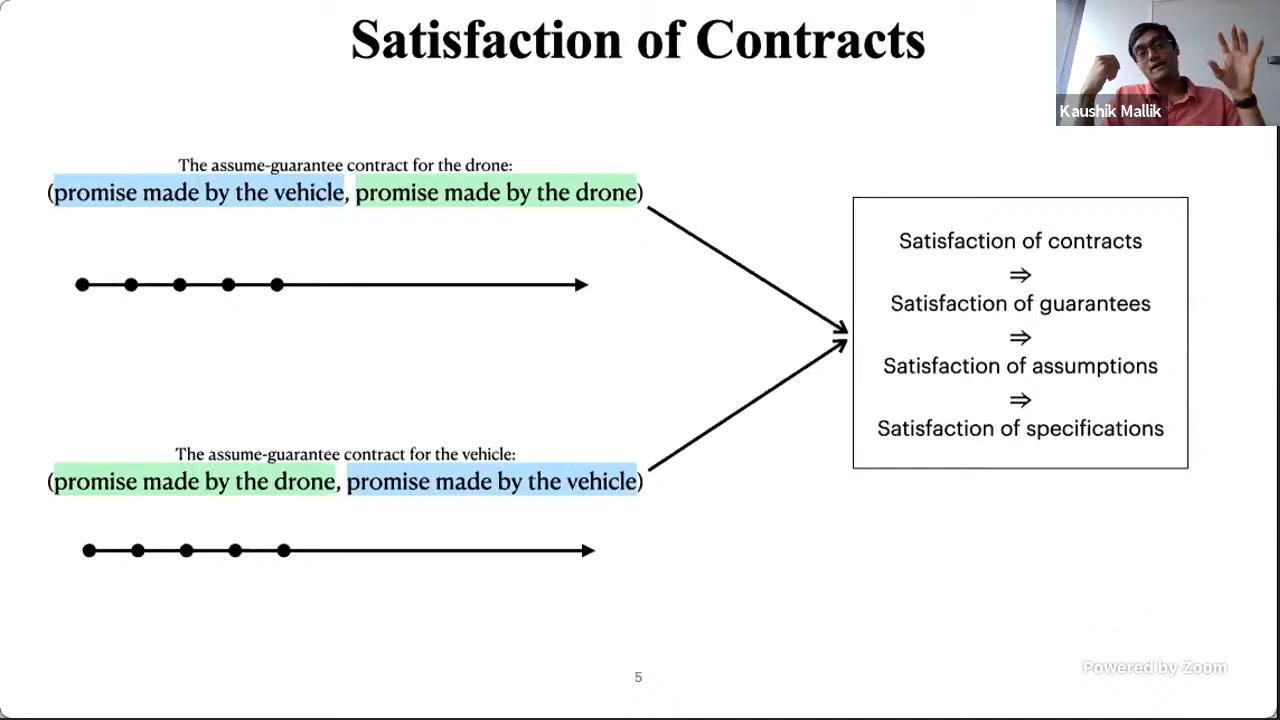 Satisfaction of Contracts
Kaushik Mallik
The assume-guarantee contract for the drone:
(promise made by the vehicle, promise made by the drone)
Satisfaction of contracts
⇒
Satisfaction of guarantees
⇒
Satisfaction of assumptions
⇒
Satisfaction of specifications
The assume-guarantee contract for the vehicle:
(promise made by the drone, promise made by the vehicle)
5
Powered by Zoom